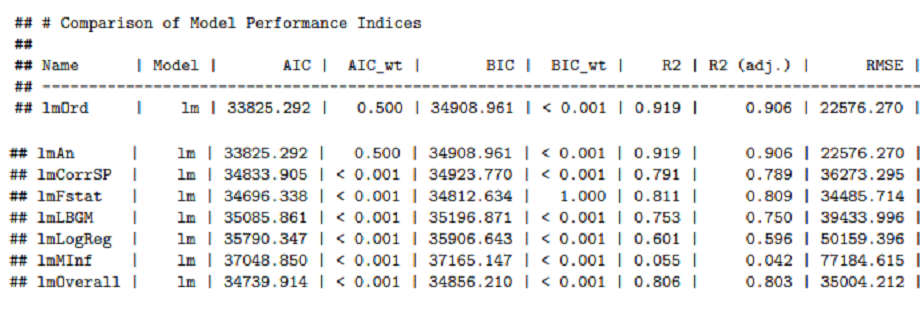 ## # Comparison of Model Performance Indices
##
## Name | Model | AIC | AIC_wt | BIC | BIC_wt | R2 | R2 (adj.) | RMSE |
## --------------------------------------------------------------------------------------------------
## lmOrd | lm | 33825.292 | 0.500 | 34908.961 | < 0.001 | 0.919 | 0.906 | 22576.270 |
## lmAn | lm | 33825.292 | 0.500 | 34908.961 | < 0.001 | 0.919 | 0.906 | 22576.270 |
## lmCorrSP | lm | 34833.905 | < 0.001 | 34923.770 | < 0.001 | 0.791 | 0.789 | 36273.295 |
## lmFstat | lm | 34696.338 | < 0.001 | 34812.634 | 1.000 | 0.811 | 0.809 | 34485.714 |
## lmLBGM | lm | 35085.861 | < 0.001 | 35196.871 | < 0.001 | 0.753 | 0.750 | 39433.996 |
## lmLogReg | lm | 35790.347 | < 0.001 | 35906.643 | < 0.001 | 0.601 | 0.596 | 50159.396 |
## lmMInf | lm | 37048.850 | < 0.001 | 37165.147 | < 0.001 | 0.055 | 0.042 | 77184.615 |
## lmOverall | lm | 34739.914 | < 0.001 | 34856.210 | < 0.001 | 0.806 | 0.803 | 35004.212 |